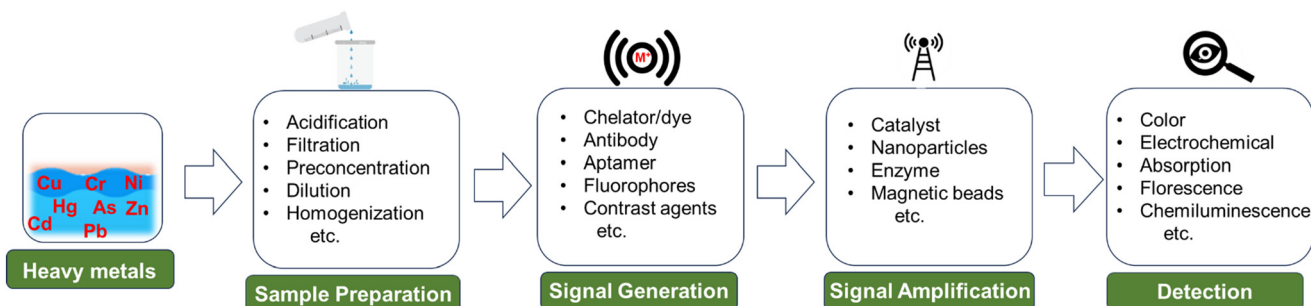 Cu Cr Ni
Hg As Zn
Cd
Pb
Heavy metals
• Acidification
• Filtration
• Preconcentration
• Dilution
• Homogenization
etc.
Sample Preparation
M+
• Chelator/dye
• Antibody
• Aptamer
• Fluorophores
• Contrast agents
etc.
Signal Generation
• Catalyst
• Nanoparticles
• Enzyme
• Magnetic beads
etc.
Signal Amplification
• Color
• Electrochemical
• Absorption
• Florescence
• Chemiluminescence
etc.
Detection